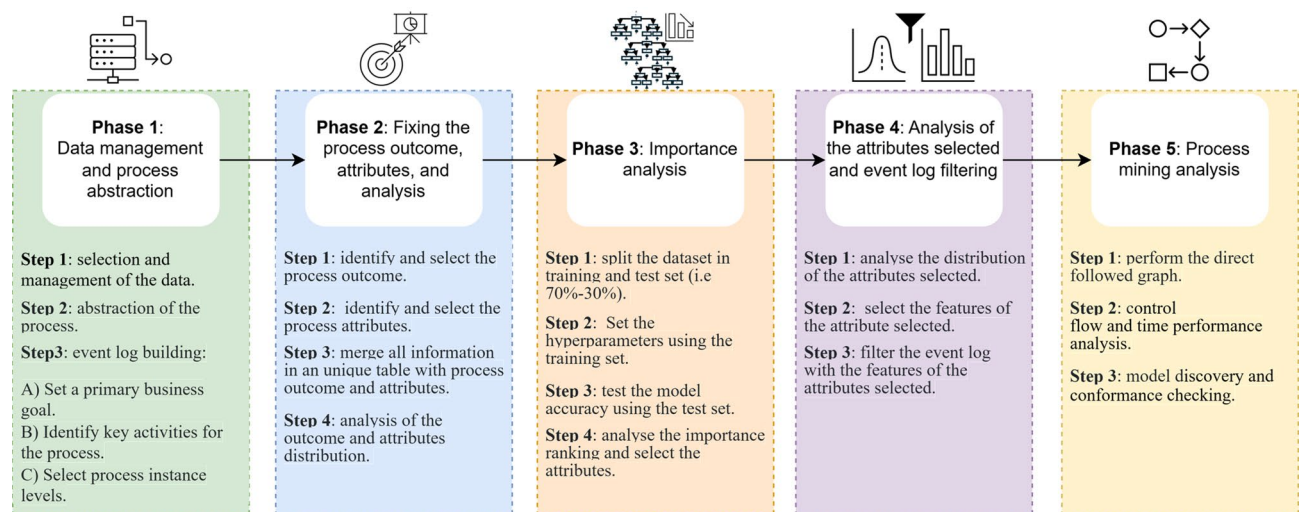 Phase 1:
Data management
and process
abstraction
Step 1: selection and
management of the data.
Step 2: abstraction of the
process.
Step3: event log building:
A) Set a primary business
goal.
B) Identify key activities for
the process.
C) Select process instance
levels.
Phase 2: Fixing the
process outcome,
attributes, and
analysis
Step 1: identify and select the
process outcome.
Step 2: identify and select the
process attributes.
Step 3: merge all information
in an unique table with process
outcome and attributes.
Step 4: analysis of the
outcome and attributes
distribution.
Phase 3: Importance
analysis
Step 1: split the dataset in
training and test set (i.e
70%-30%).
Step 2: Set the
hyperparameters using the
training set.
Step 3: test the model
accuracy using the test set.
Step 4: analyse the importance
ranking and select the
attributes.
Phase 4: Analysis of
the attributes selected
and event log filtering
Step 1: analyse the distribution
of the attributes selected.
Step 2: select the features of
the attribute selected.
Step 3: filter the event log
with the features of the
attributes selected.
Phase 5: Process
mining analysis
Step 1: perform the direct
followed graph.
Step 2: control
flow and time performance
analysis.
Step 3: model discovery and
conformance checking.